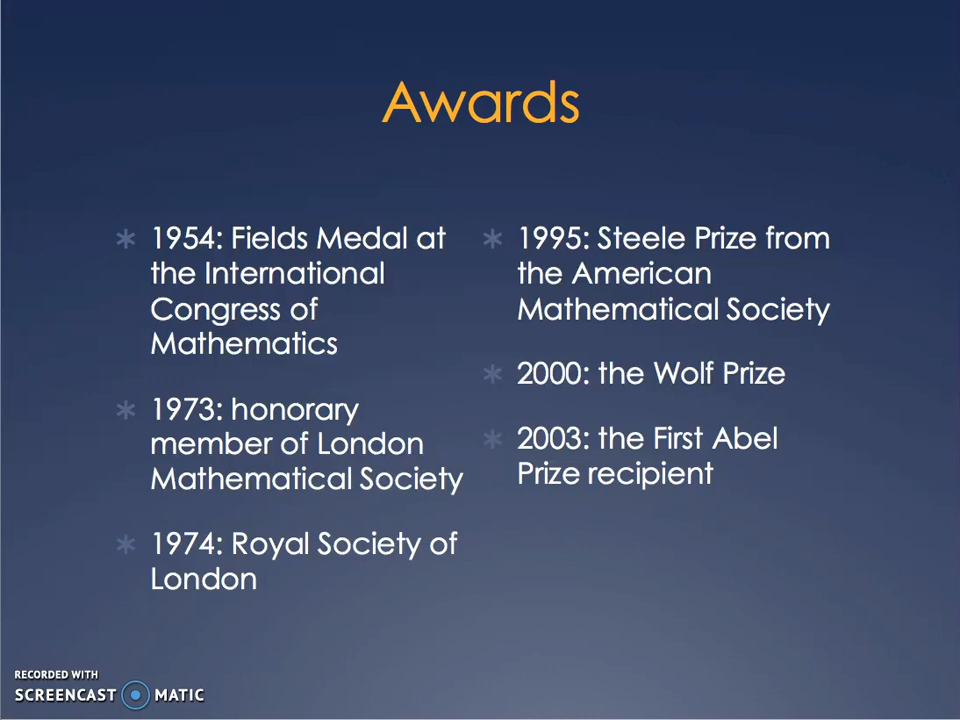 Awards
1954: Fields Medal at
the International
Congress of
Mathematics
1973: honorary
member of London
Mathematical Society
1974: Royal Society of
London
1995: Steele Prize from
the American
Mathematical Society
2000: the Wolf Prize
2003: the First Abel
Prize recipient
RECORDED WITH
SCREENCAST MATIC